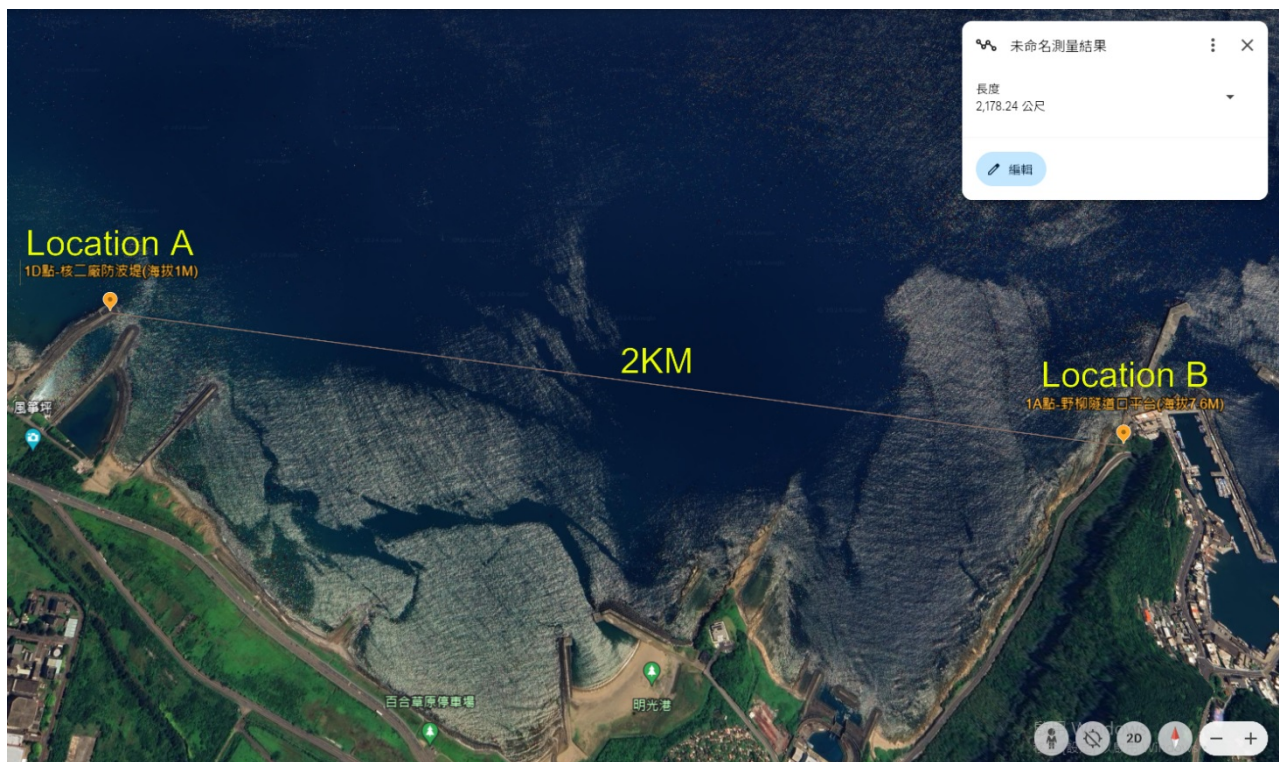 未命名測量結果
長度
2,178.24 公尺
編輯
Location A
1D點-核二廠防波堤(海拔1M)
2KM
Location B
1A點-野柳隧道口平台(海拔7.6M)
風華坪
百合草原停車場
明光港
2D